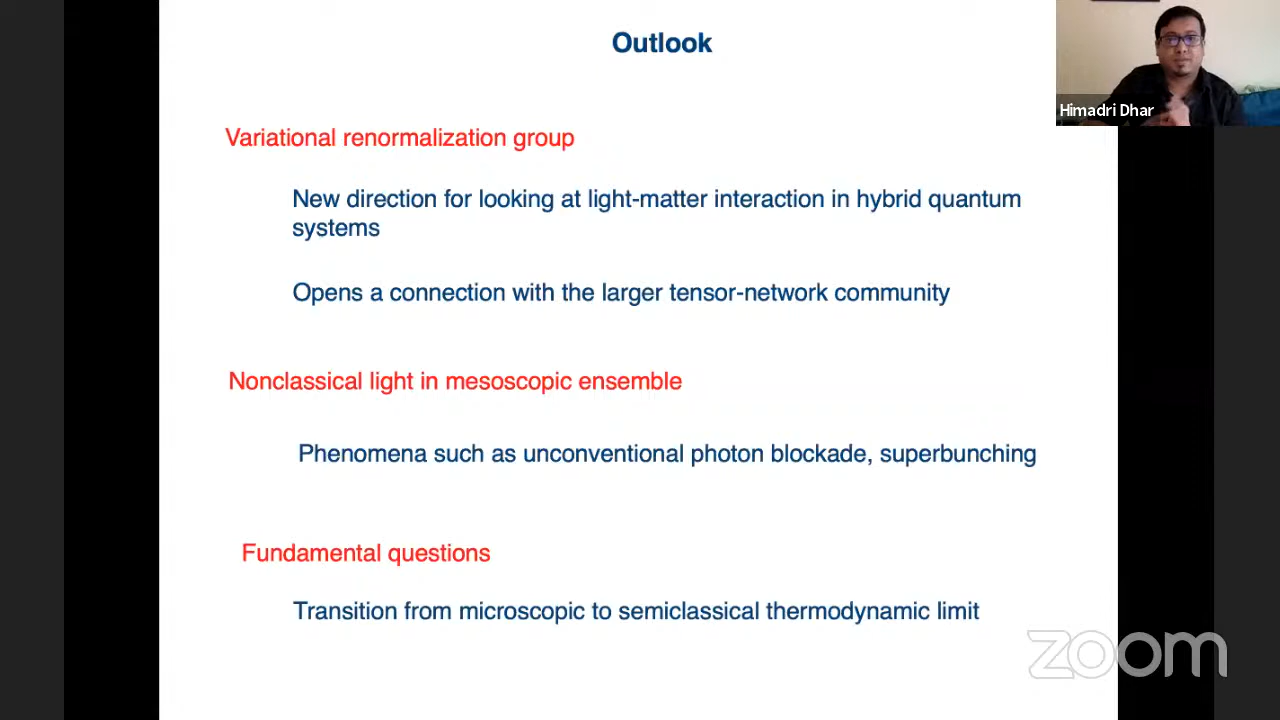 Outlook
Himadri Dhar
Variational renormalization group
New direction for looking at light-matter interaction in hybrid quantum
systems
Opens a connection with the larger tensor-network community
Nonclassical light in mesoscopic ensemble
Phenomena such as unconventional photon blockade, superbunching
Fundamental questions
Transition from microscopic to semiclassical thermodynamic limit
zoom